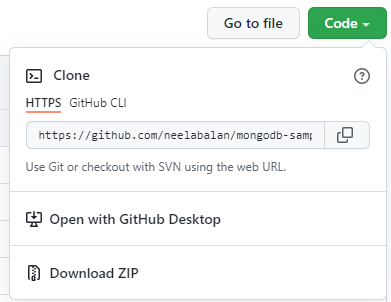 Go to file
Code
Clone
HTTPS GitHub CLI
https://github.com/neelabalan/mongodb-samp
Use Git or checkout with SVN using the web URL.
Open with GitHub Desktop
Download ZIP